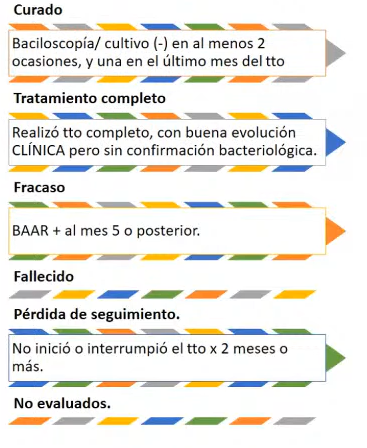 Curado
Baciloscopía/ cultivo (-) en al menos 2
ocasiones, y una en el último mes del tto
Tratamiento completo
Realizó tto completo, con buena evolución
CLÍNICA pero sin confirmación bacteriológica.
Fracaso
BAAR + al mes 5 o posterior.
Fallecido
Pérdida de seguimiento.
No inició o interrumpió el tto x 2 meses o
más.
No evaluados.